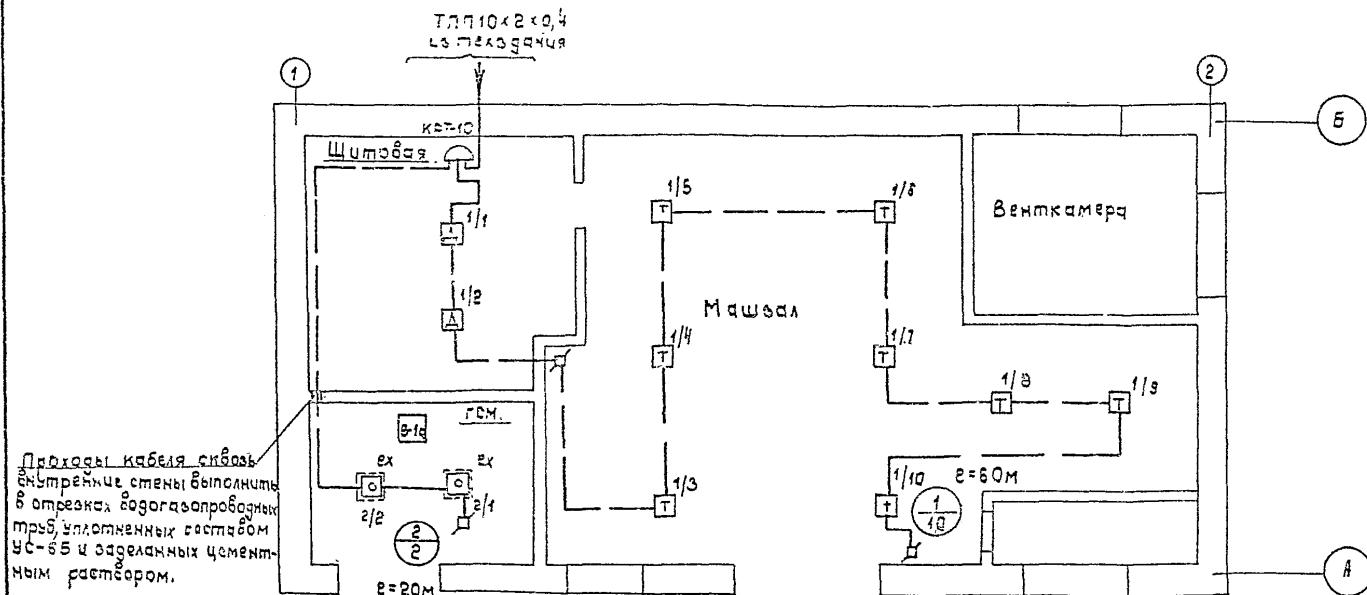 ТПП10×2×0,4
из техздания
1
2
Б
КРТ-10
Щитовая
1/1
1/2
1/5
1/6
Венткамера
Машзал
1/4
1/7
1/8
1/9
1/3
1/10
ℓ=60м
1
10
ГСМ.
В-1а
ех
ех
2/2
2/1
2
2
ℓ=20м
А
Т
Т
Т
Т
Т
Т
Т
Т
Д
Проходы кабеля сквозь
внутренние стены выполнить
в отрезках водогазопроводных
труб, уплотненных составом
УС-65 и заделанных цемент-
ным раствором.